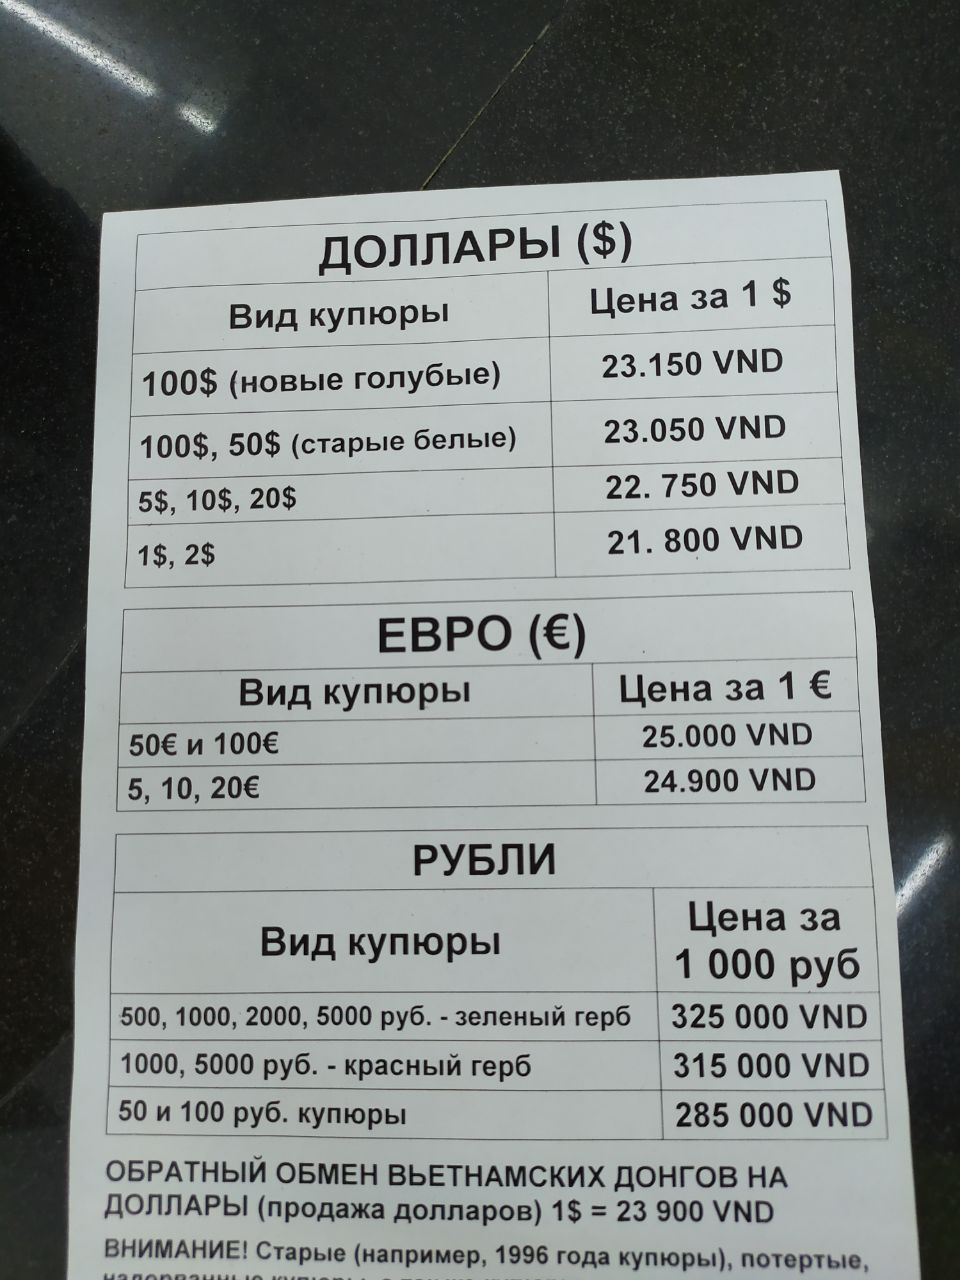 ДОЛЛАРЫ ($)
Вид купюры Цена за 1 $
100$ (новые голубые) 23.150 VND
100$, 50$ (старые белые) 23.050 VND
5$, 10$, 20$ 22. 750 VND
1$, 2$ 21. 800 VND
ЕВРО (€)
Вид купюры Цена за 1 €
50€ и 100€ 25.000 VND
5, 10, 20€ 24.900 VND
РУБЛИ
Вид купюры Цена за
1 000 руб
500, 1000, 2000, 5000 руб. - зеленый герб 325 000 VND
1000, 5000 руб. - красный герб 315 000 VND
50 и 100 руб. купюры 285 000 VND
ОБРАТНЫЙ ОБМЕН ВЬЕТНАМСКИХ ДОНГОВ НА
ДОЛЛАРЫ (продажа долларов) 1$ = 23 900 VND
ВНИМАНИЕ! Старые (например, 1996 года купюры), потертые,
надорванные купюры, а также